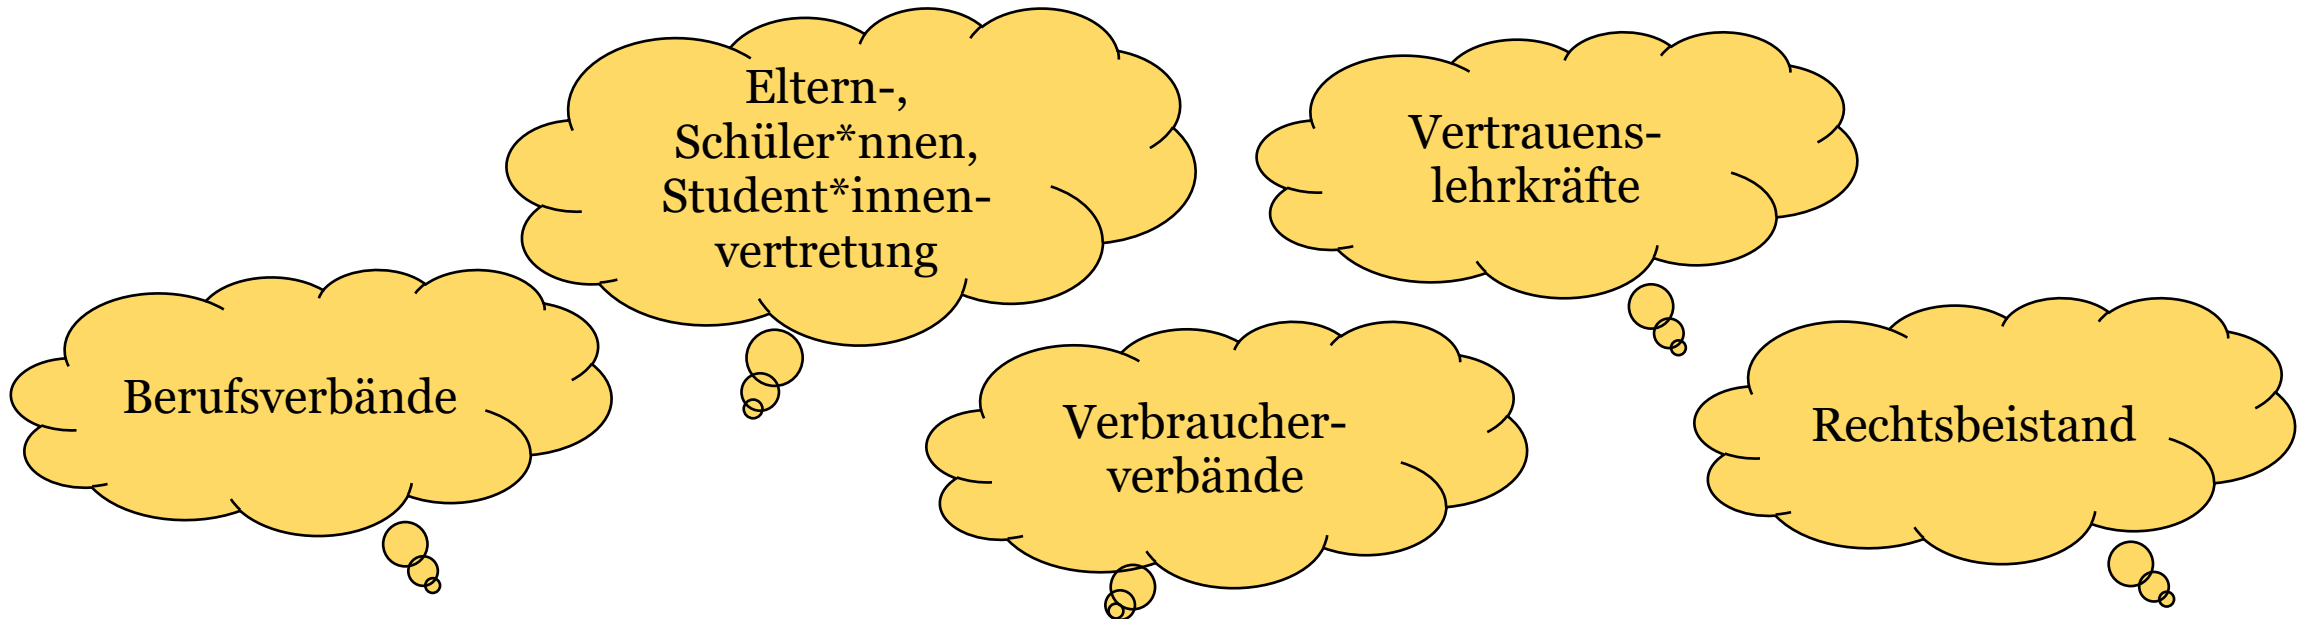 Eltern-,
Schüler*nnen,
Student*innen-
vertretung
Vertrauens-
lehrkräfte
Berufsverbände
Verbraucher-
verbände
Rechtsbeistand